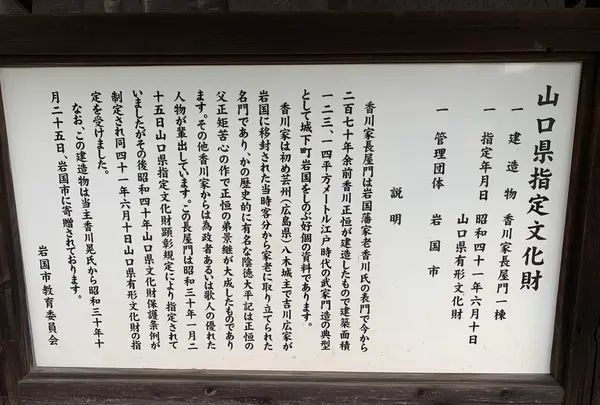 山口県指定文化財
一 建造物 香川家長屋門一棟
一 指定年月日 昭和四十一年六月十日
山口県有形文化財
一 管理団体 岩国市
説明
香川家長屋門は岩国藩家老香川氏の表門で今から
二百七十年余前香川正恒が建造したもので建築面積
一二三、一四平方メートル江戸時代の武家門造の典型
として城下町岩国をしのぶ好個の資料であります。
香川家は初め芸州(広島県)八木城主で吉川広家が
岩国に移封された当時客分から家老に取り立てられた
名門であり、かの歴史的に有名な陰徳太平記は正恒の
父正矩苦心の作で正恒の弟景継が大成したものであり
ます。その他香川家からは為政者あるいは歌人の優れた
人物が輩出しています。この長屋門は昭和三十年一月二
十五日山口県指定文化財顕彰規定により指定されて
いましたがその後昭和四十年山口県文化財保護条例が
制定され同四十一年六月十日山口県有形文化財の指
定を受けました。
なお、この建造物は当主香川晃氏から昭和三十年十
月二十五日、岩国市に寄贈されております。
岩国市教育委員会